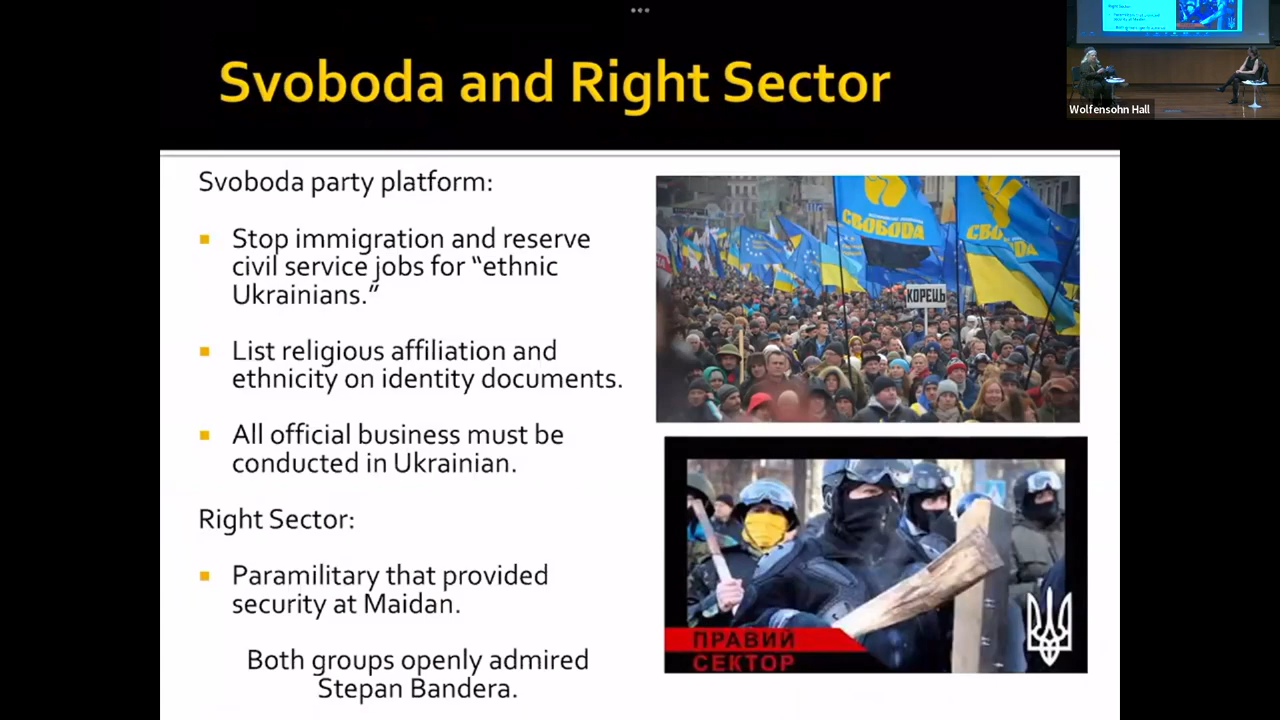 Svoboda and Right Sector
Wolfensohn Hall
Svoboda party platform:
Stop immigration and reserve
civil service jobs for “ethnic
Ukrainians.”
List religious affiliation and
ethnicity on identity documents.
All official business must be
conducted in Ukrainian.
Right Sector:
Paramilitary that provided
security at Maidan.
Both groups openly admired
Stepan Bandera.
СВОБОДА
КОРЕЦЬ
ПРАВИЙ
СЕКТОР